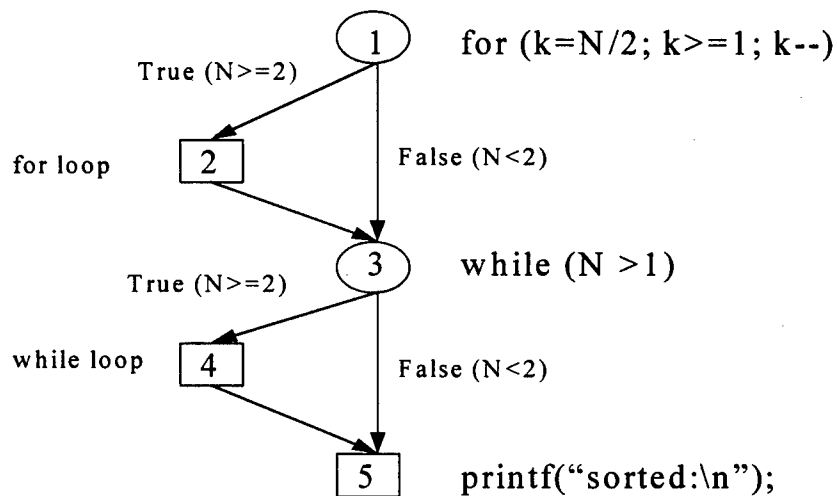 1
for (k=N/2; k>=1; k--)
True (N>=2)
2
for loop
False (N<2)
3
while (N >1)
True (N>=2)
4
while loop
False (N<2)
5
printf(“sorted:\n”);